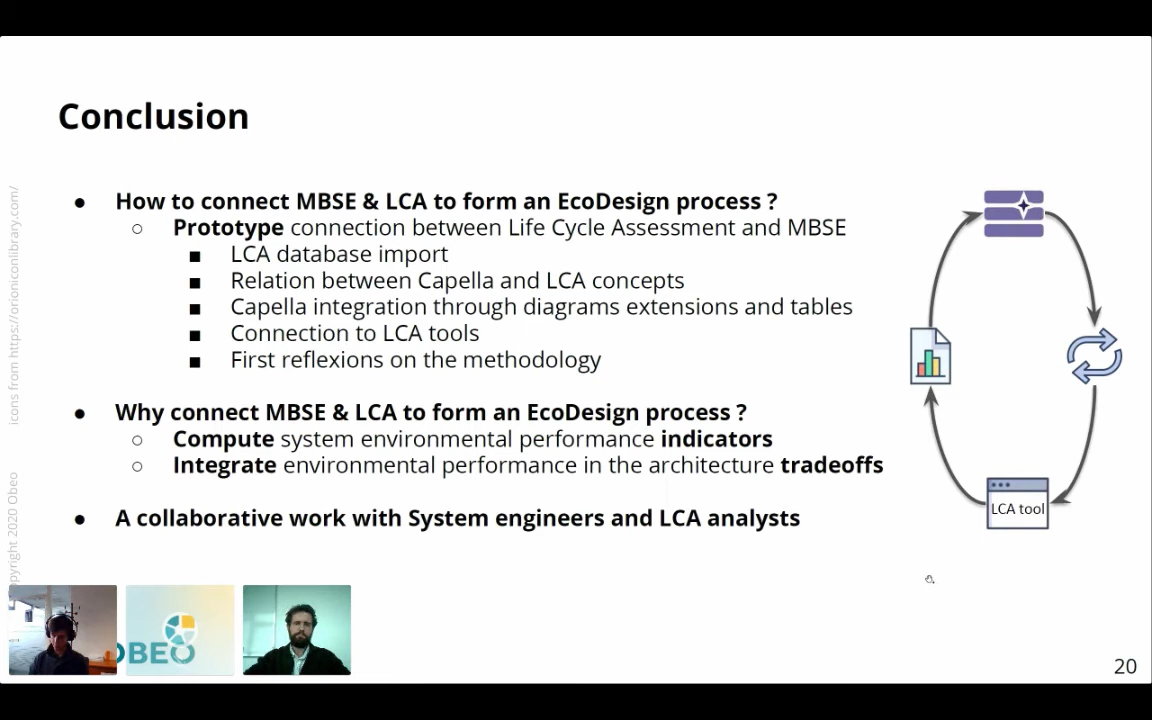 Conclusion
● How to connect MBSE & LCA to form an EcoDesign process ?
○ Prototype connection between Life Cycle Assessment and MBSE
■ LCA database import
■ Relation between Capella and LCA concepts
■ Capella integration through diagrams extensions and tables
■ Connection to LCA tools
■ First reflexions on the methodology
● Why connect MBSE & LCA to form an EcoDesign process ?
○ Compute system environmental performance indicators
○ Integrate environmental performance in the architecture tradeoffs
● A collaborative work with System engineers and LCA analysts
LCA tool
icons from https://orioniconlibrary.com/
opyright 2020 Obeo
OBEO
20